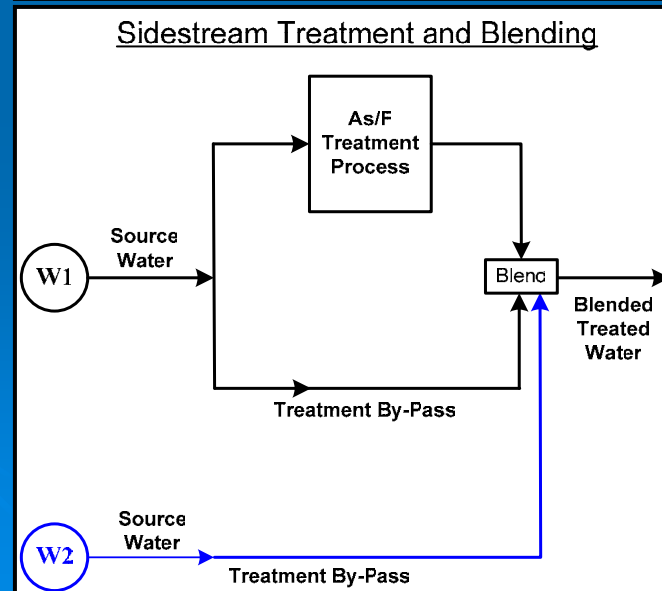 Sidestream Treatment and Blending
As/F
Treatment
Process
Source
Water
W1
Blend
Blended
Treated
Water
Treatment By-Pass
Source
Water
W2
Treatment By-Pass